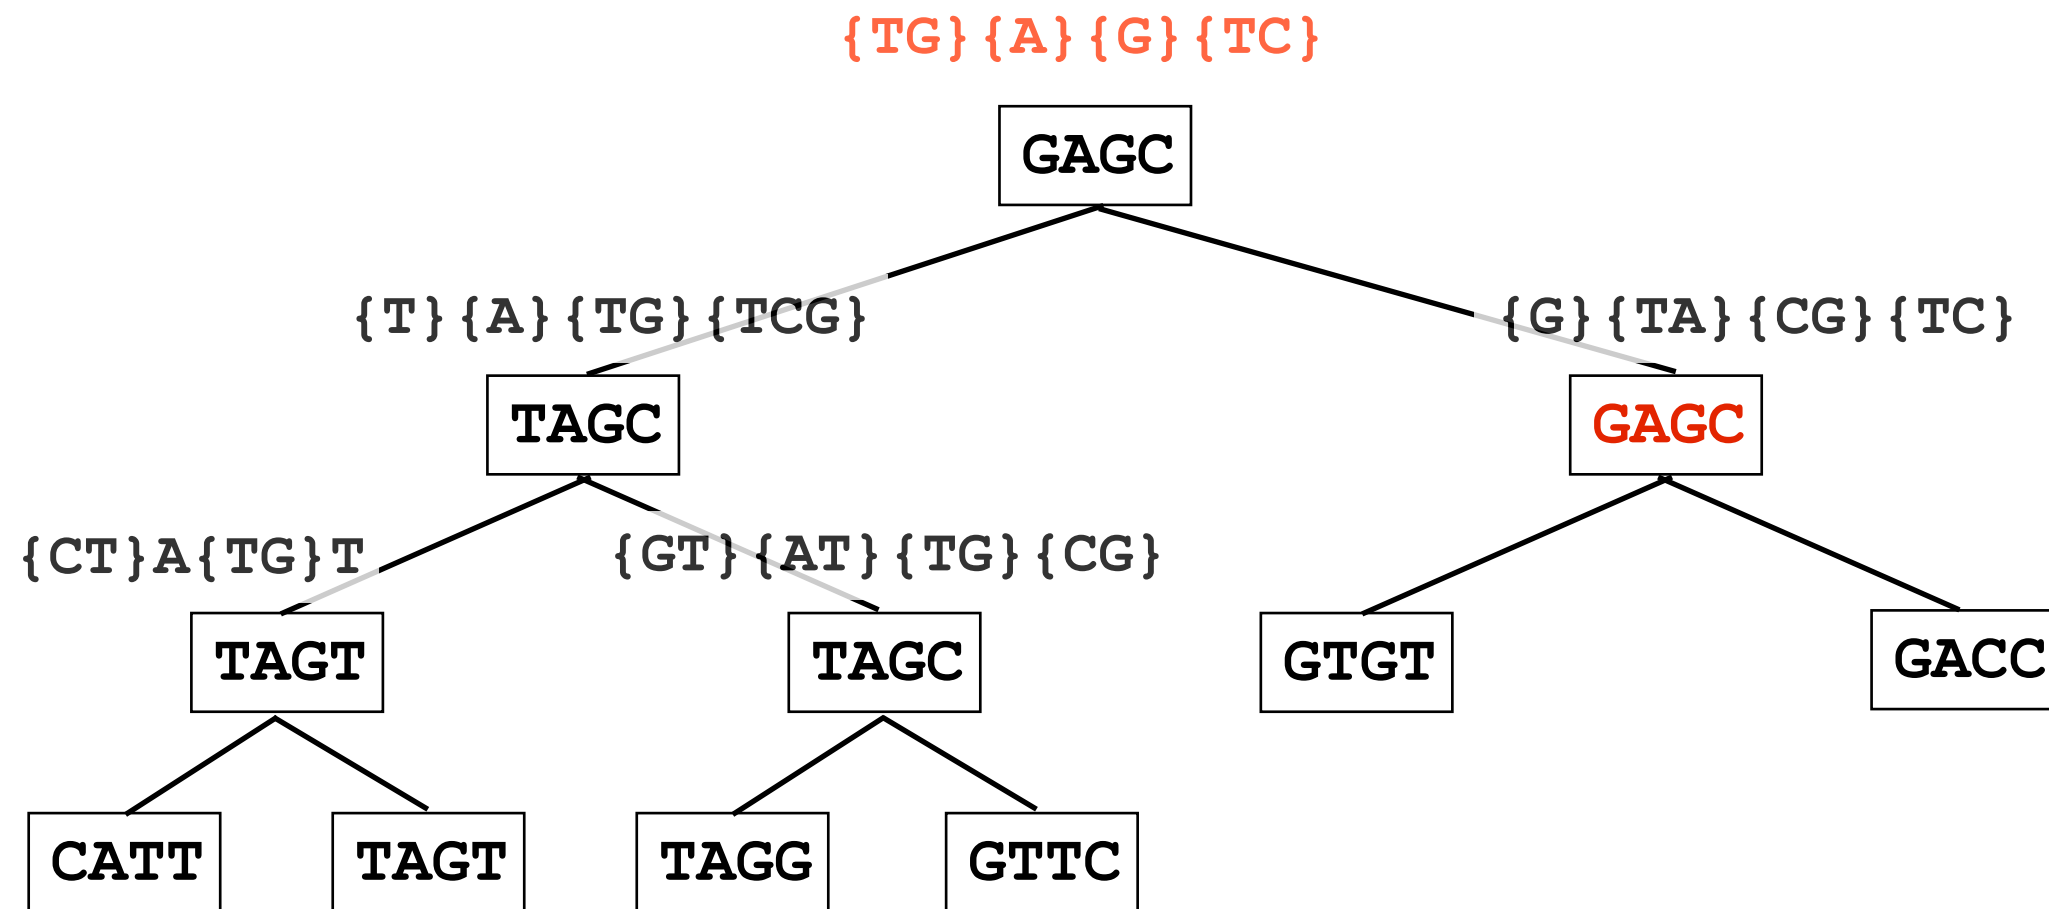 {TG}{A}{G}{TC}
GAGC
{T}{A}{TG}{TCG}
{G}{TA}{CG}{TC}
TAGC
GAGC
{CT}A{TG}T
{GT}{AT}{TG}{CG}
TAGT
TAGC
GTGT
GACC
CATT
TAGT
TAGG
GTTC